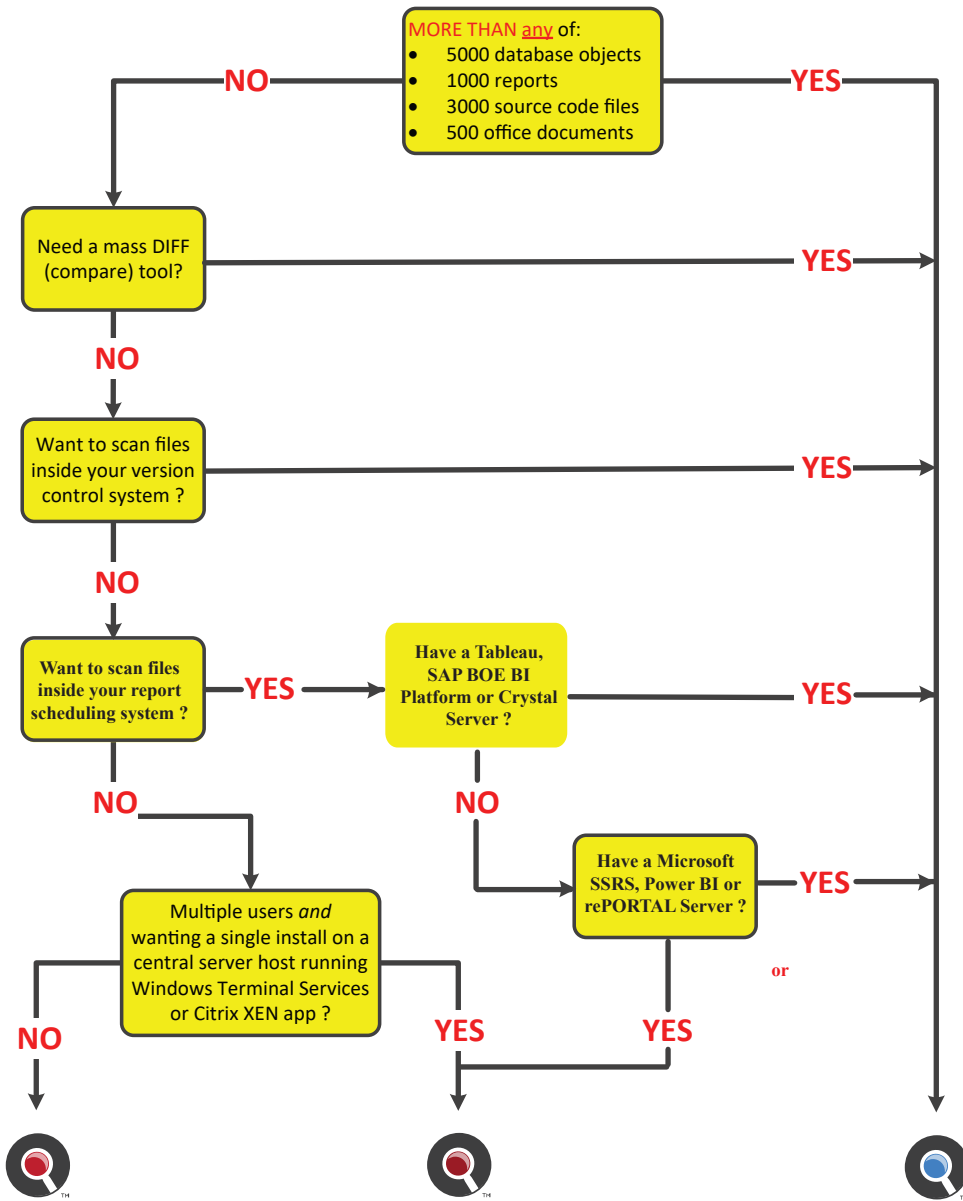 MORE THAN any of:
• 5000 database objects
• 1000 reports
• 3000 source code files
• 500 office documents
NO
YES
Need a mass DIFF
(compare) tool?
YES
NO
Want to scan files
inside your version
control system ?
YES
NO
Want to scan files
inside your report
scheduling system ?
YES
Have a Tableau,
SAP BOE BI
Platform or Crystal
Server ?
YES
NO
NO
Have a Microsoft
SSRS, Power BI or
rePORTAL Server ?
YES
Multiple users and
wanting a single install on a
central server host running
Windows Terminal Services
or Citrix XEN app ?
or
NO
YES
YES
TM
TM
TM